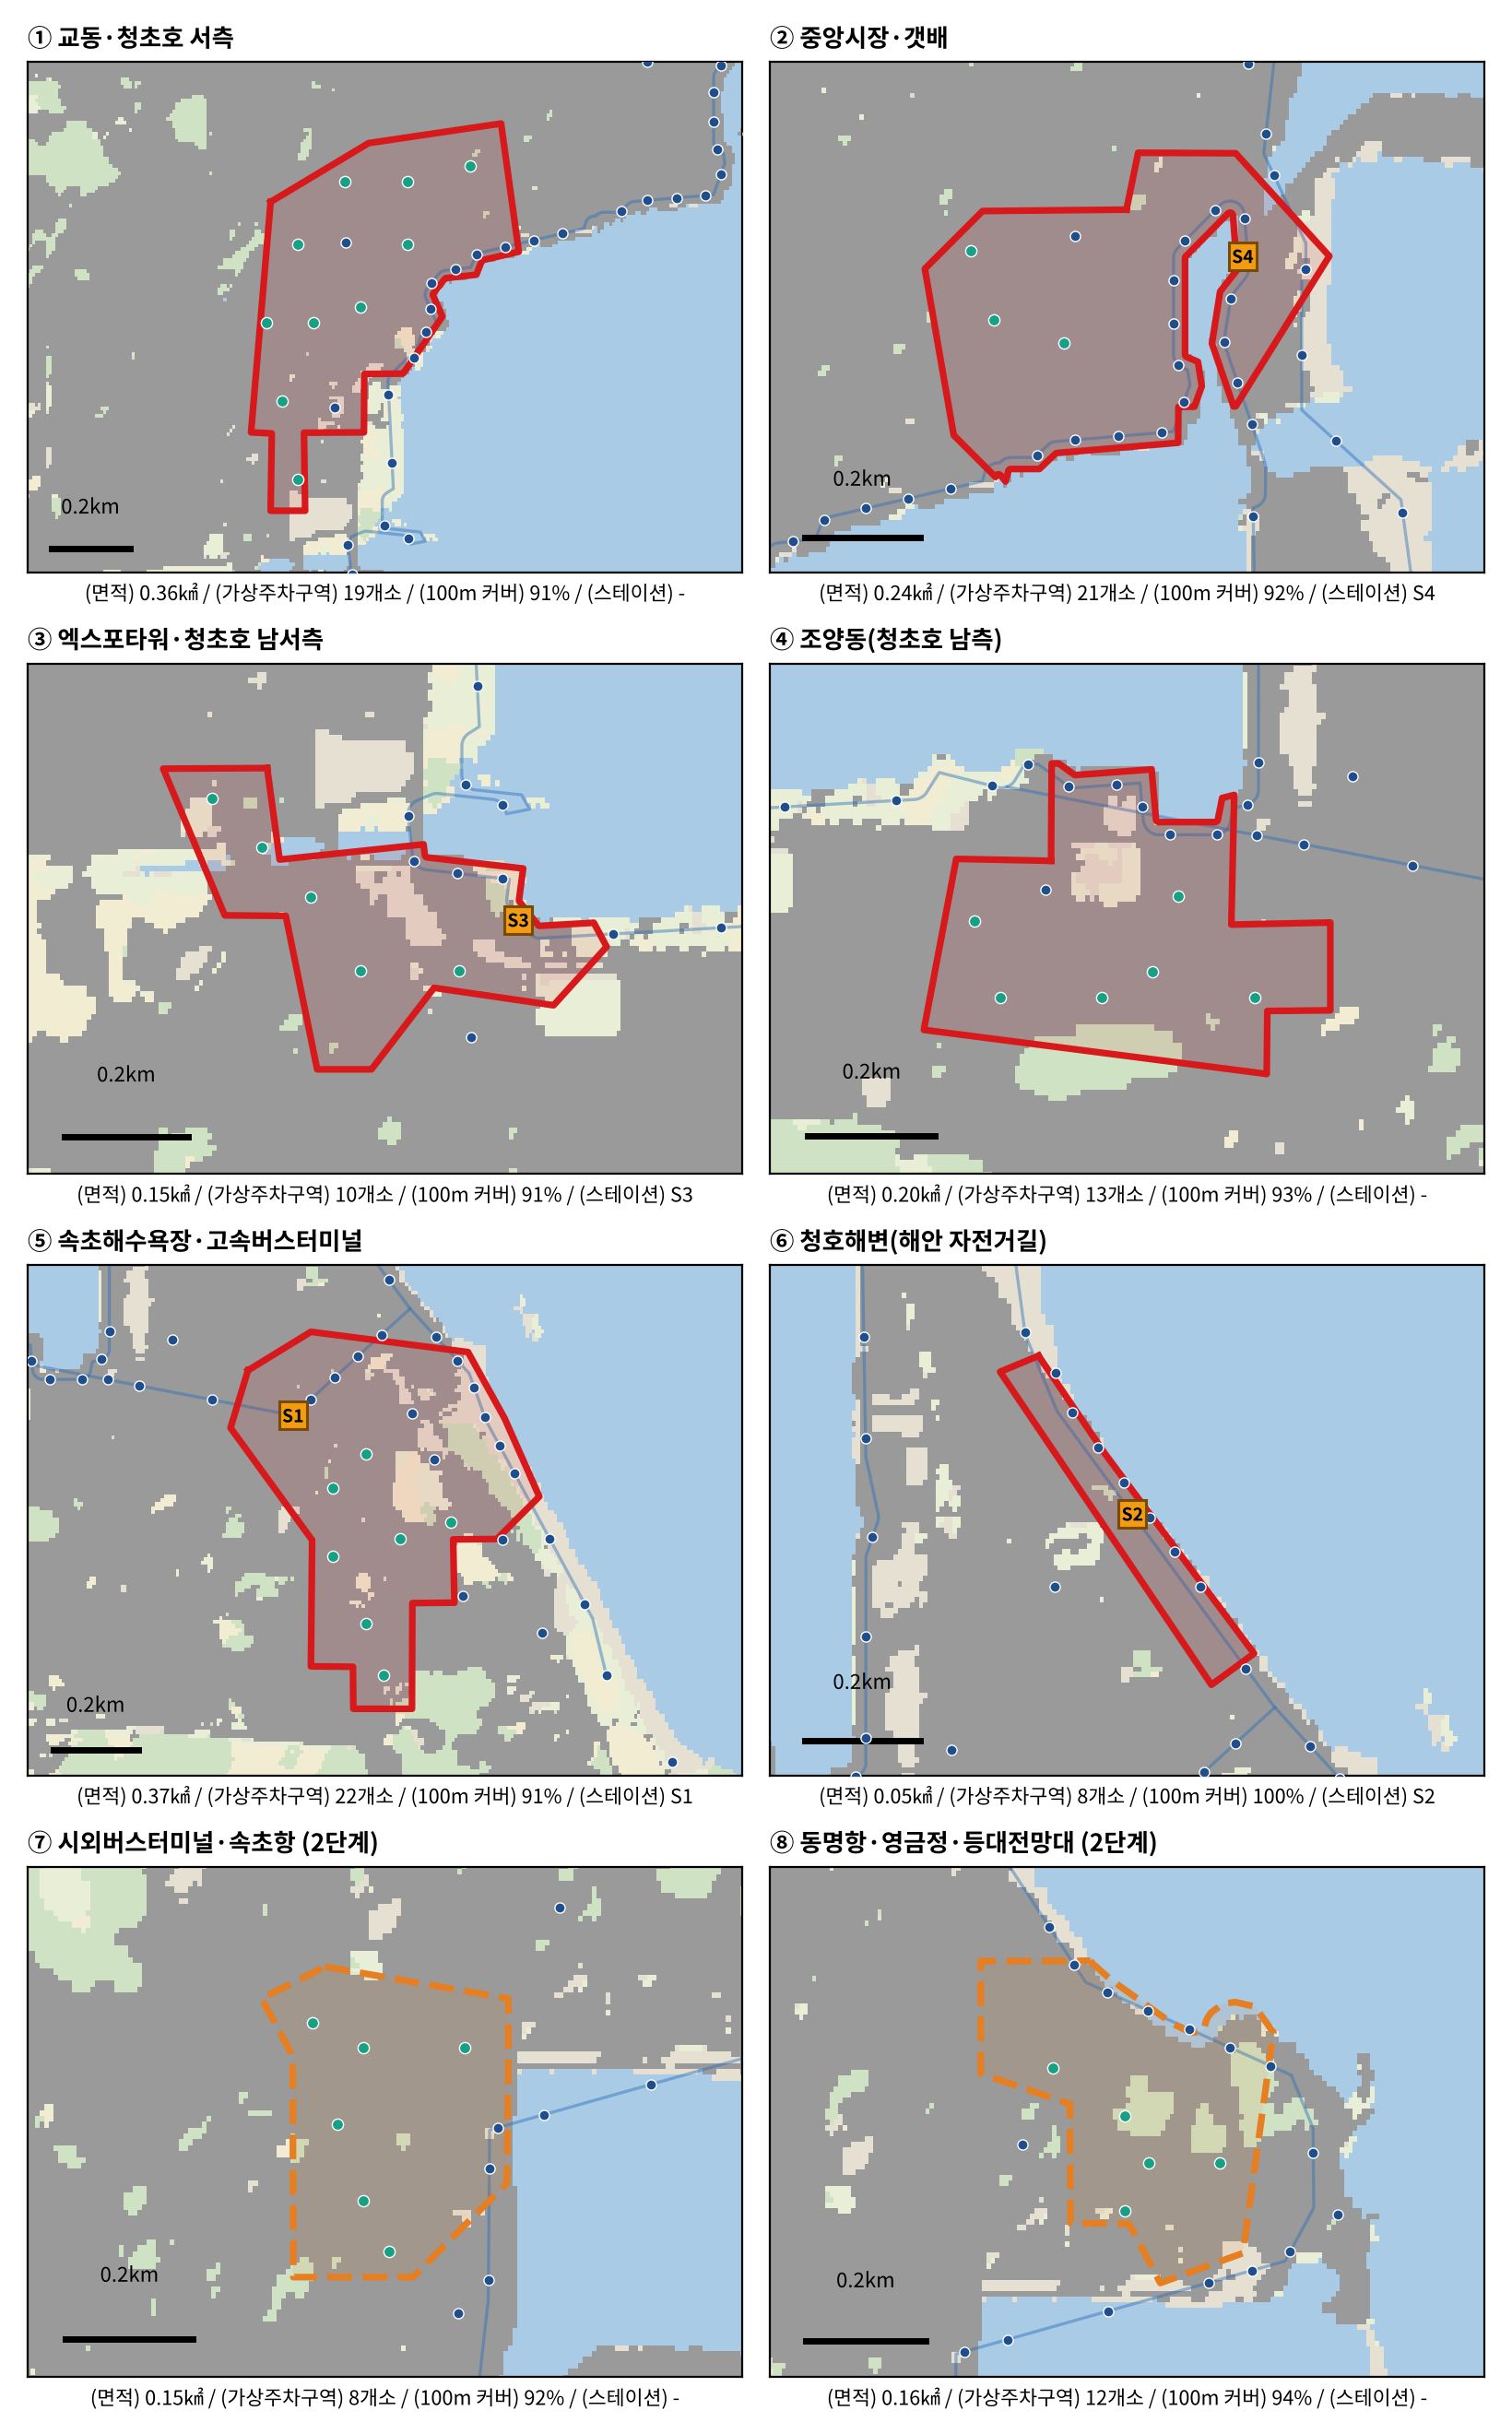 ① 교동·청초호 서측
0.2km
(면적) 0.36㎢ / (가상주차구역) 19개소 / (100m 커버) 91% / (스테이션) -
② 중앙시장·갯배
S4
0.2km
(면적) 0.24㎢ / (가상주차구역) 21개소 / (100m 커버) 92% / (스테이션) S4
③ 엑스포타워·청초호 남서측
S3
0.2km
(면적) 0.15㎢ / (가상주차구역) 10개소 / (100m 커버) 91% / (스테이션) S3
④ 조양동(청초호 남측)
0.2km
(면적) 0.20㎢ / (가상주차구역) 13개소 / (100m 커버) 93% / (스테이션) -
⑤ 속초해수욕장·고속버스터미널
S1
0.2km
(면적) 0.37㎢ / (가상주차구역) 22개소 / (100m 커버) 91% / (스테이션) S1
⑥ 청호해변(해안 자전거길)
S2
0.2km
(면적) 0.05㎢ / (가상주차구역) 8개소 / (100m 커버) 100% / (스테이션) S2
⑦ 시외버스터미널·속초항 (2단계)
0.2km
(면적) 0.15㎢ / (가상주차구역) 8개소 / (100m 커버) 92% / (스테이션) -
⑧ 동명항·영금정·등대전망대 (2단계)
0.2km
(면적) 0.16㎢ / (가상주차구역) 12개소 / (100m 커버) 94% / (스테이션) -